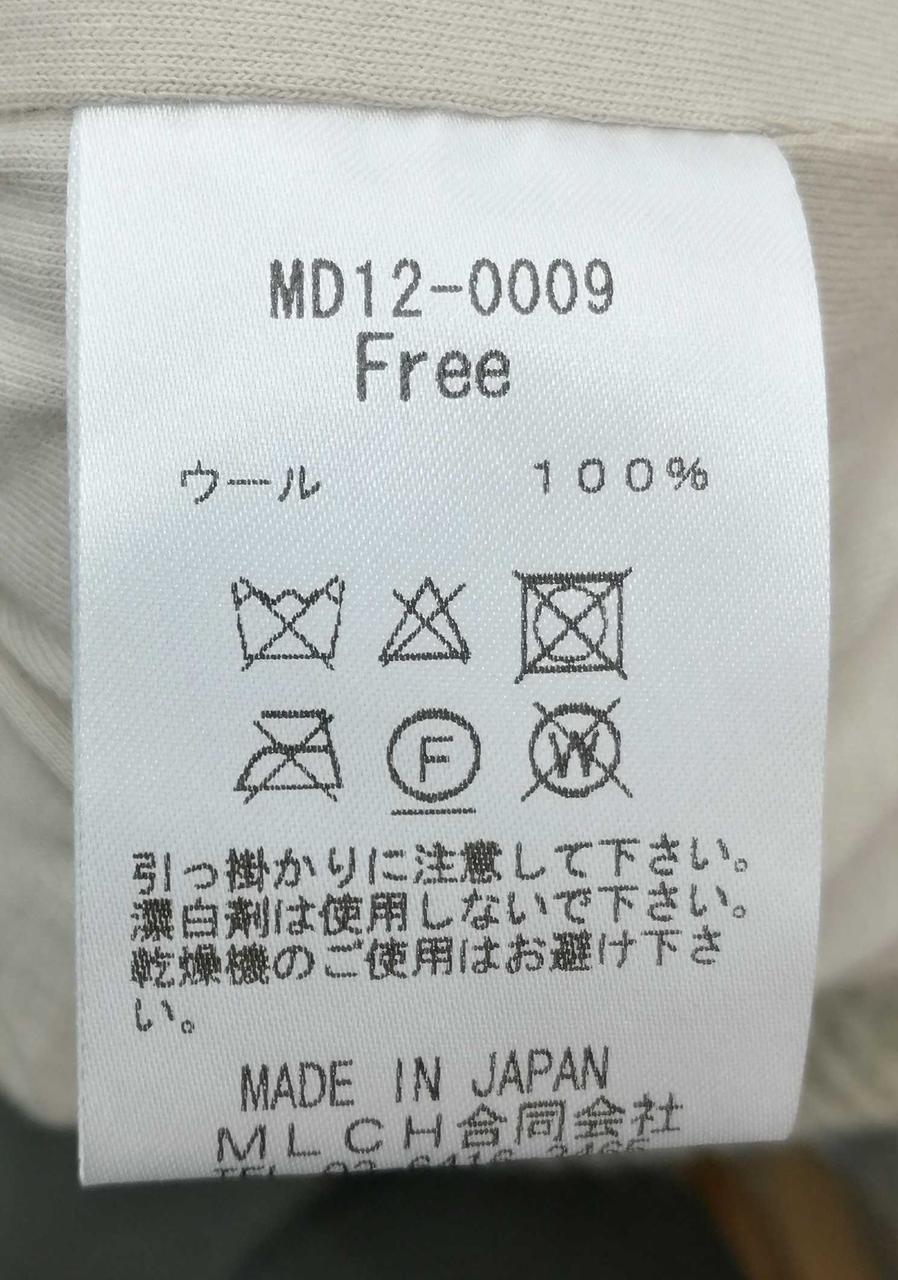 MD12-0009
Free
ウール 100%
F
W
引っ掛かりに注意して下さい。
漂白剤は使用しないで下さい。
乾燥機のご使用はお避け下さ
い。
MADE IN JAPAN
MLCH合同会社